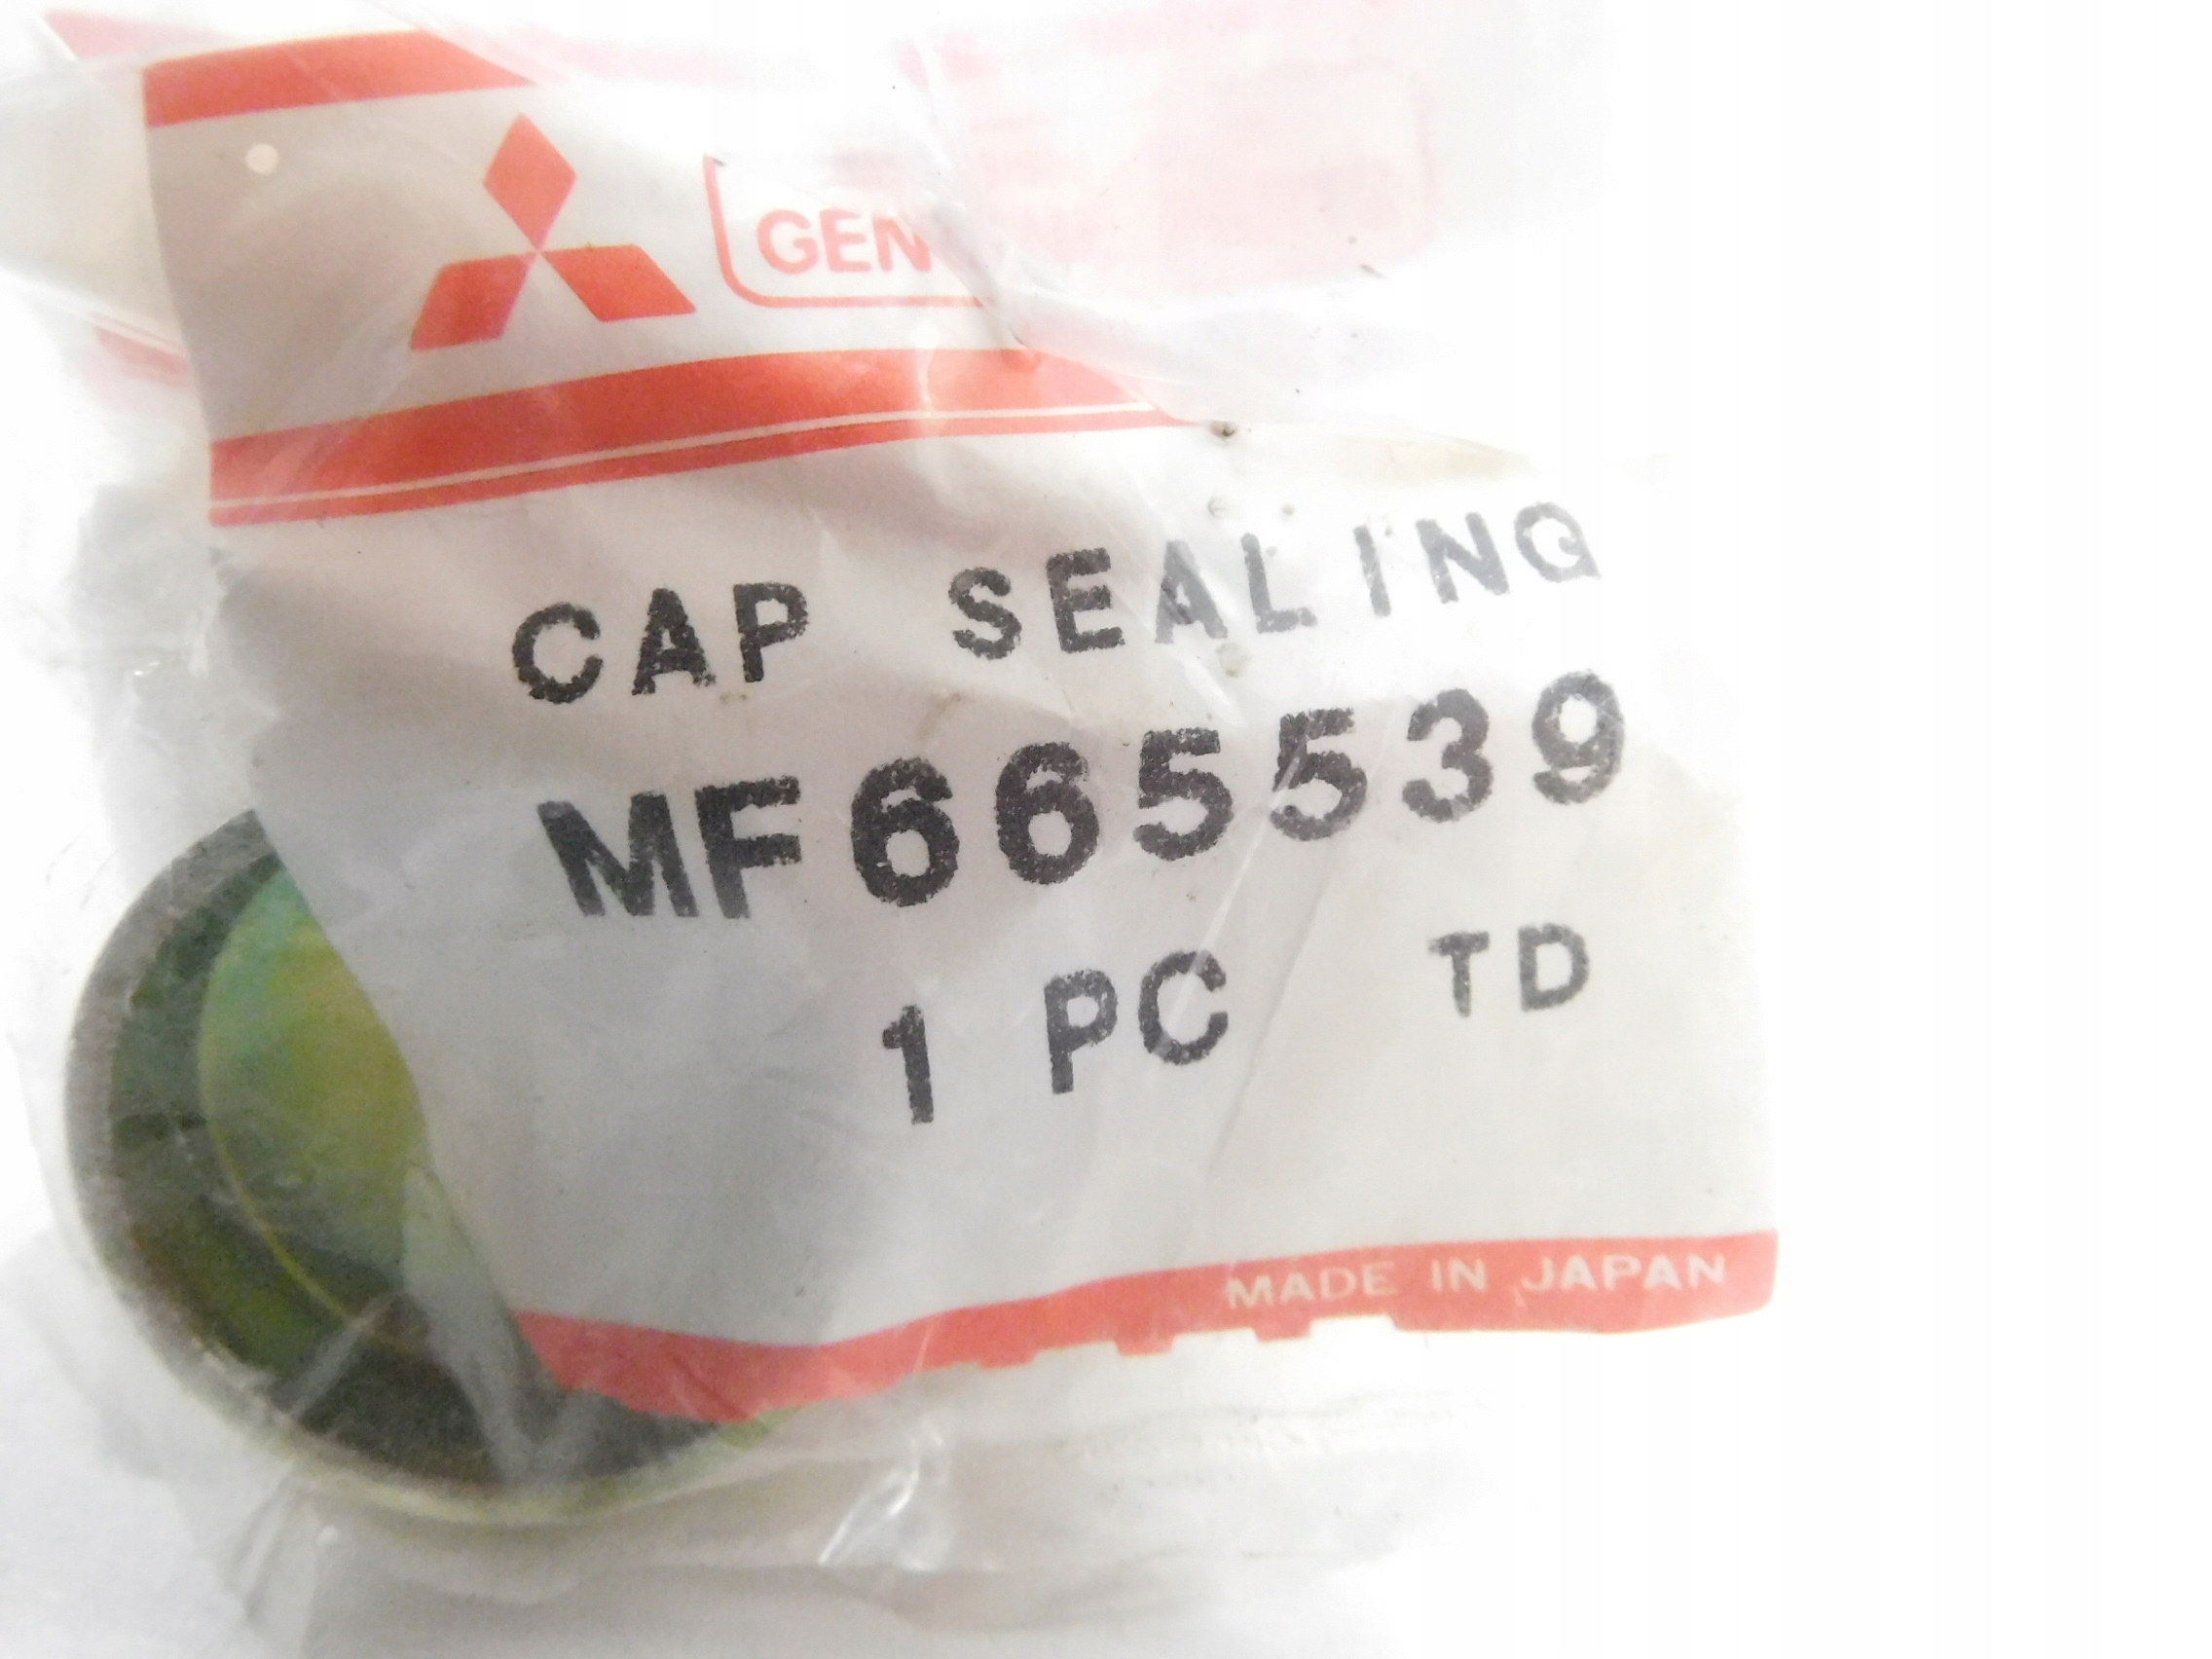 GEN
CAP SEALING
MF665539
1 PC TD
MADE IN JAPAN